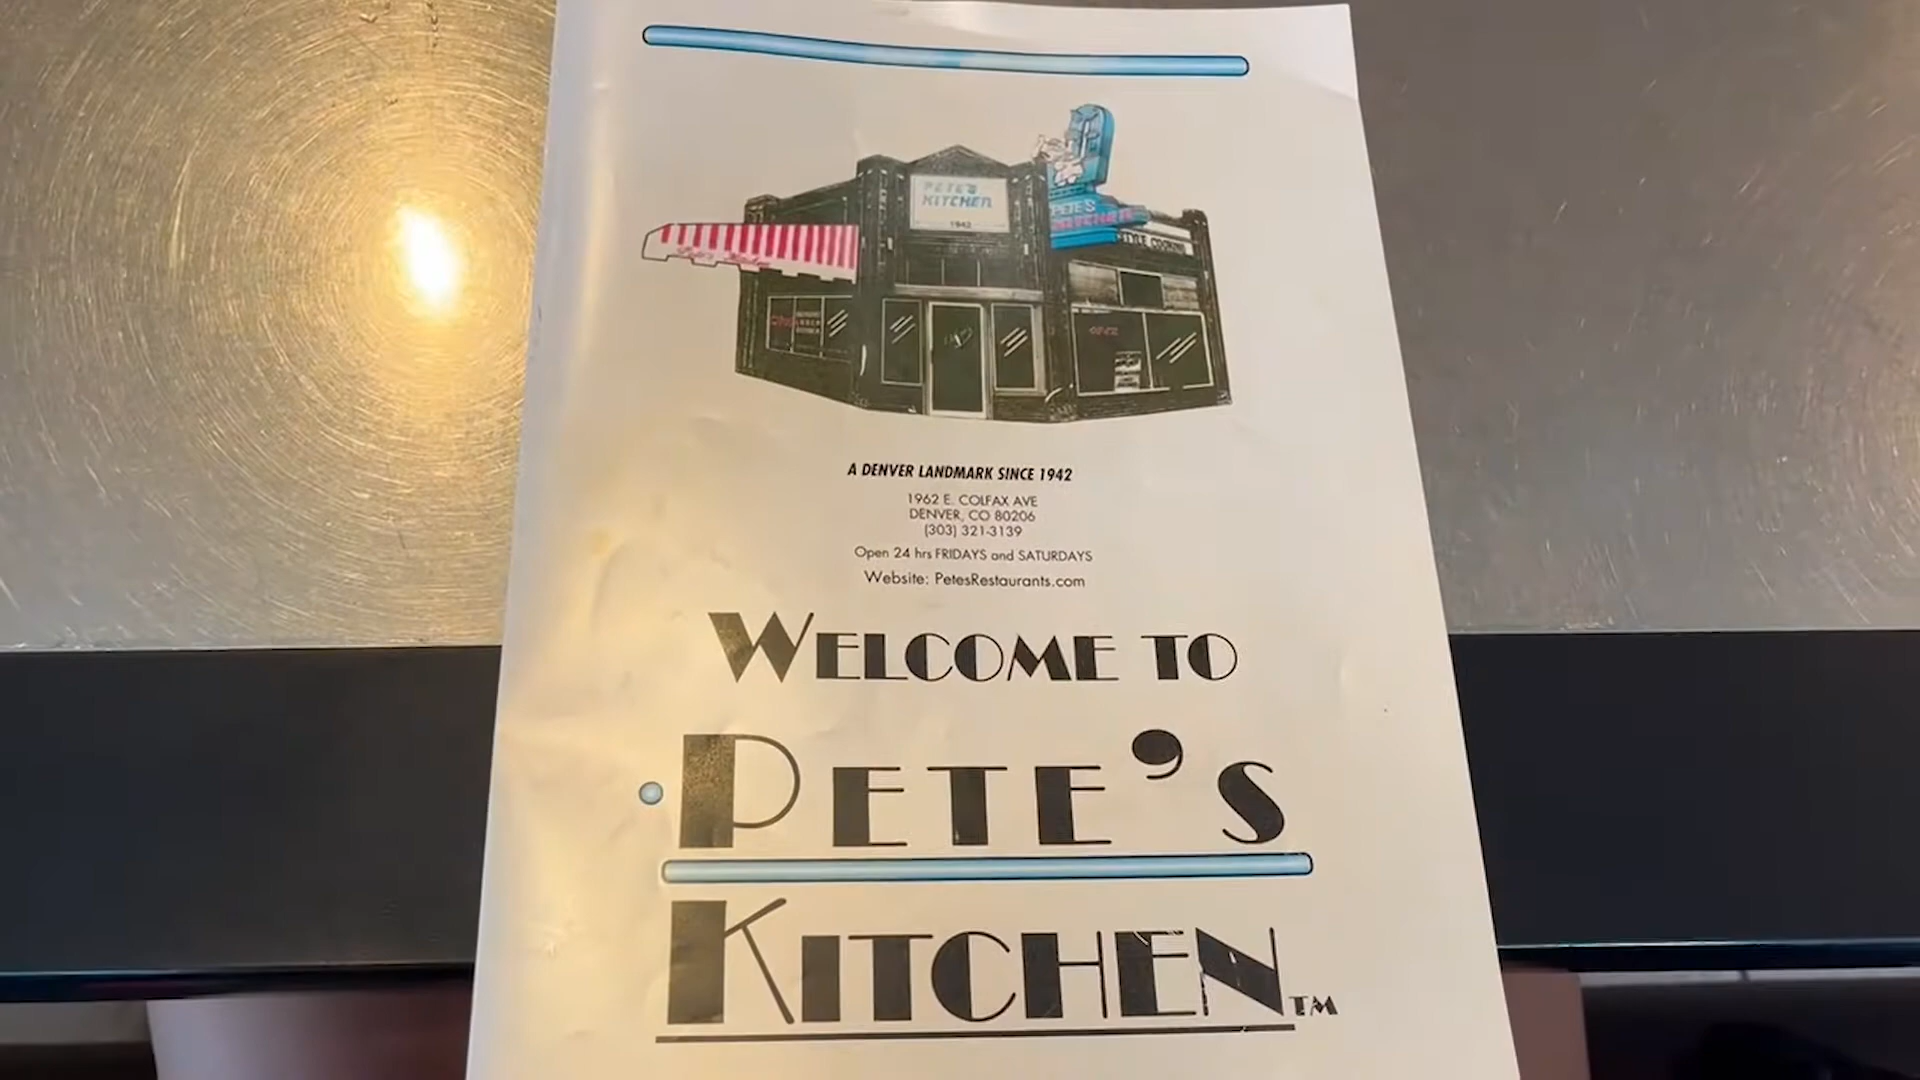 PETE'S
KITCHEN
1942
PETE'S
KITCHEN
A DENVER LANDMARK SINCE 1942
1962 E. COLFAX AVE
DENVER, CO 80206
(303) 321-3139
Open 24 hrs FRIDAYS and SATURDAYS
Website: PetesRestaurants.com
WELCOME TO
PETE'S
KITCHEN TM